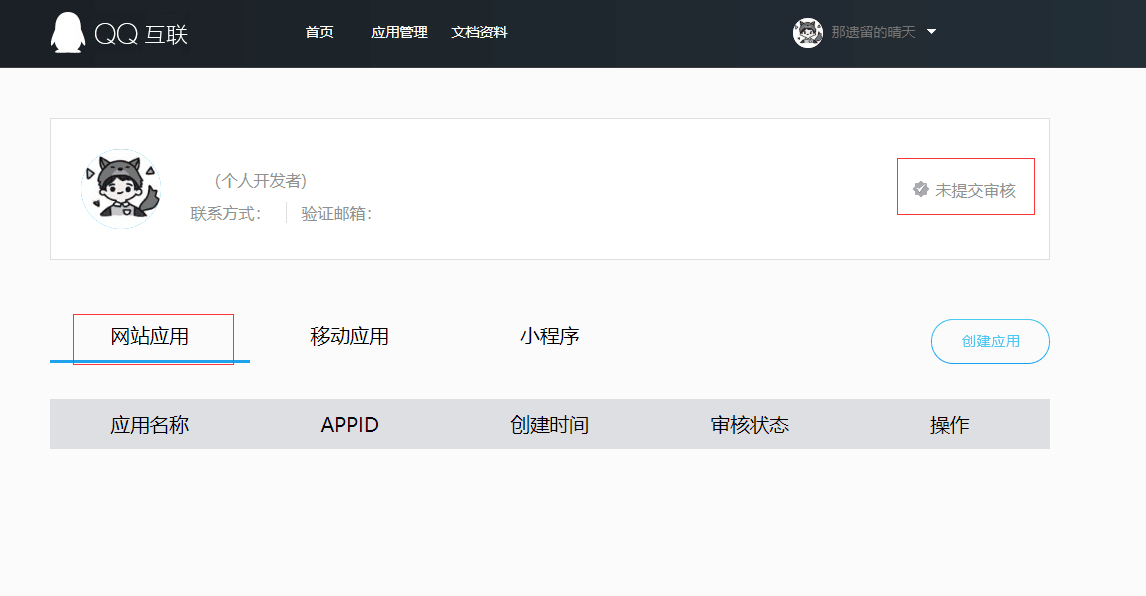 QQ 互联 首页 应用管理 文档资料 那遗留的晴天
(个人开发者)
未提交审核
联系方式: 验证邮箱:
网站应用 移动应用 小程序 创建应用
应用名称 APPID 创建时间 审核状态 操作